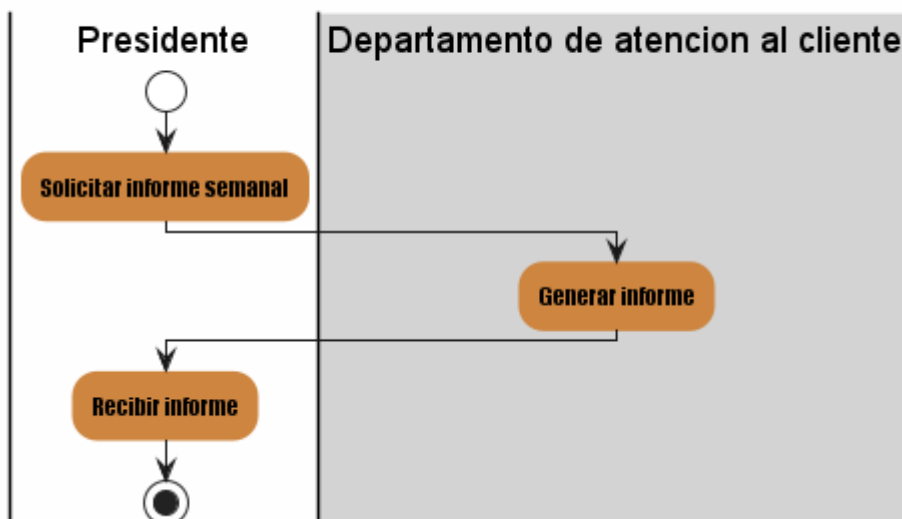 Presidente
Departamento de atencion al cliente
Solicitar informe semanal
Generar informe
Recibir informe